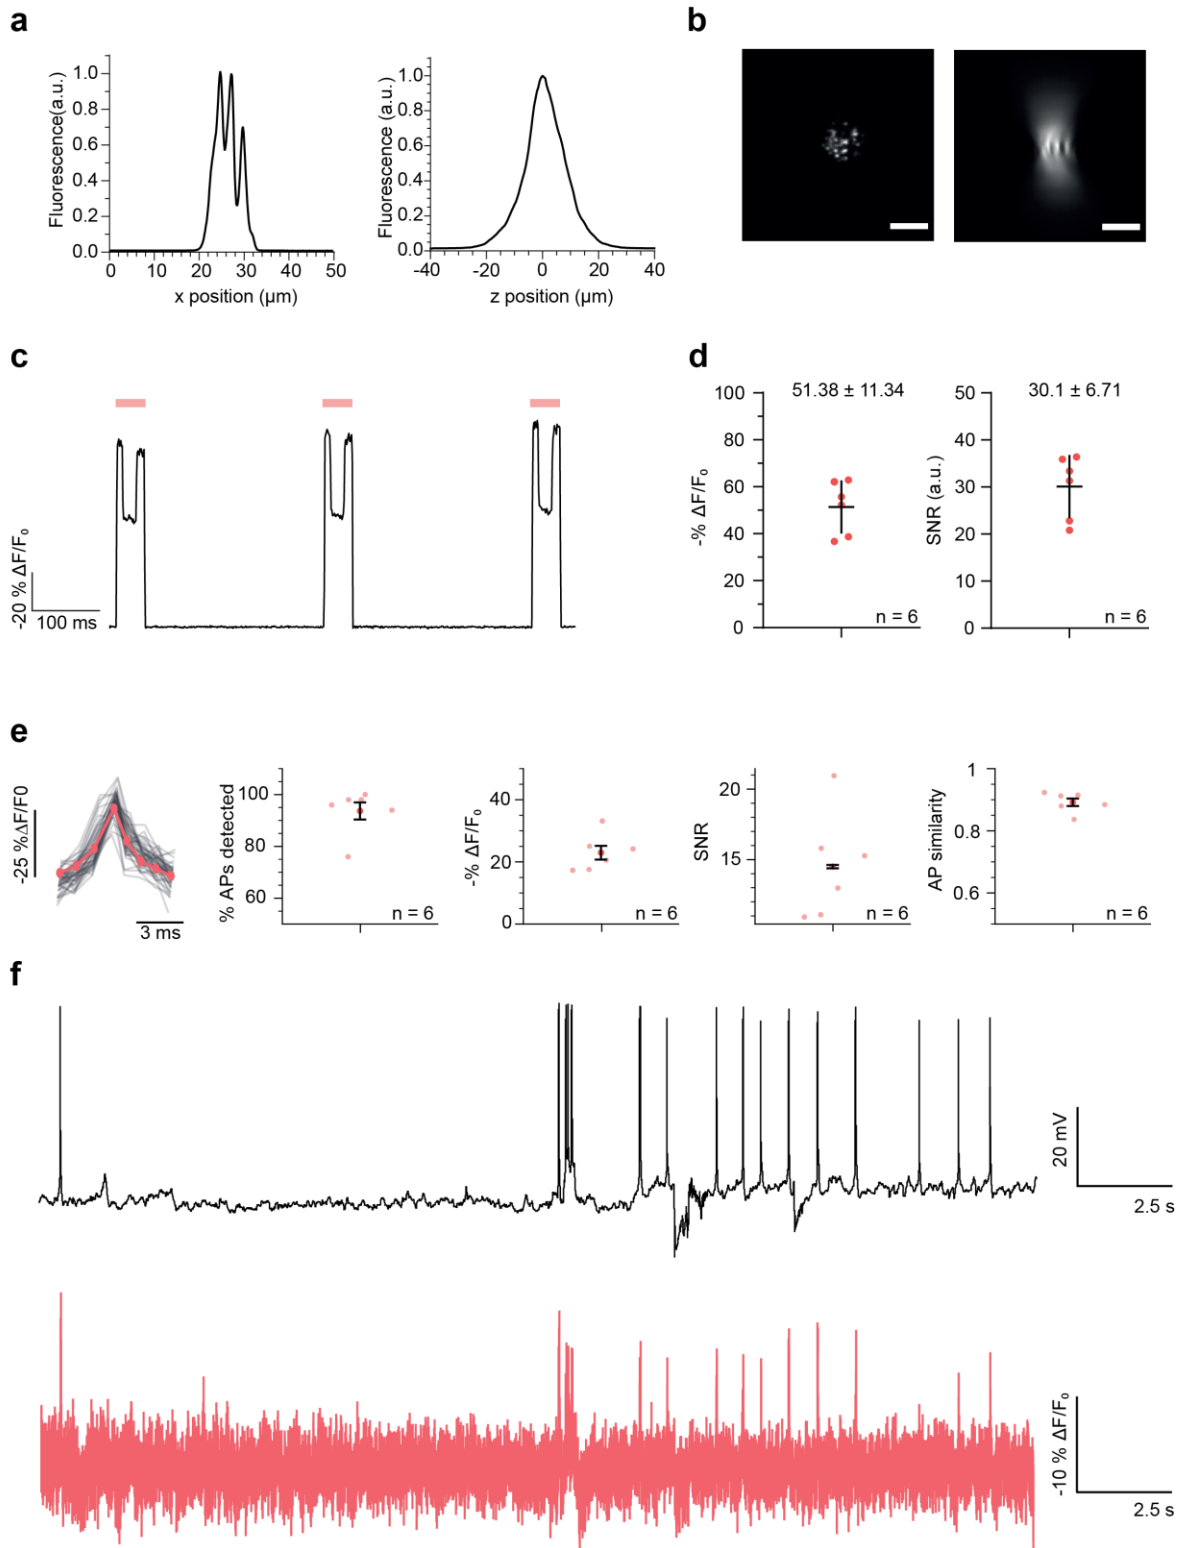 a
b
Fluorescence(a.u.)
1.0
0.8
0.6
0.4
0.2
0.0
0 10 20 30 40 50
x position (µm)
Fluorescence (a.u.)
1.0
0.8
0.6
0.4
0.2
0.0
-40 -20 0 20 40
z position (µm)
c
-20 % ΔF/F₀
100 ms
d
51.38 ± 11.34
-% ΔF/F₀
100
80
60
40
20
0
n = 6
30.1 ± 6.71
SNR (a.u.)
50
40
30
20
10
0
n = 6
e
-25 %ΔF/F0
3 ms
% APs detected
100
80
60
n = 6
-% ΔF/F₀
40
20
0
n = 6
SNR
20
15
n = 6
AP similarity
1
0.8
0.6
n = 6
f
20 mV
2.5 s
-10 % ΔF/F₀
2.5 s